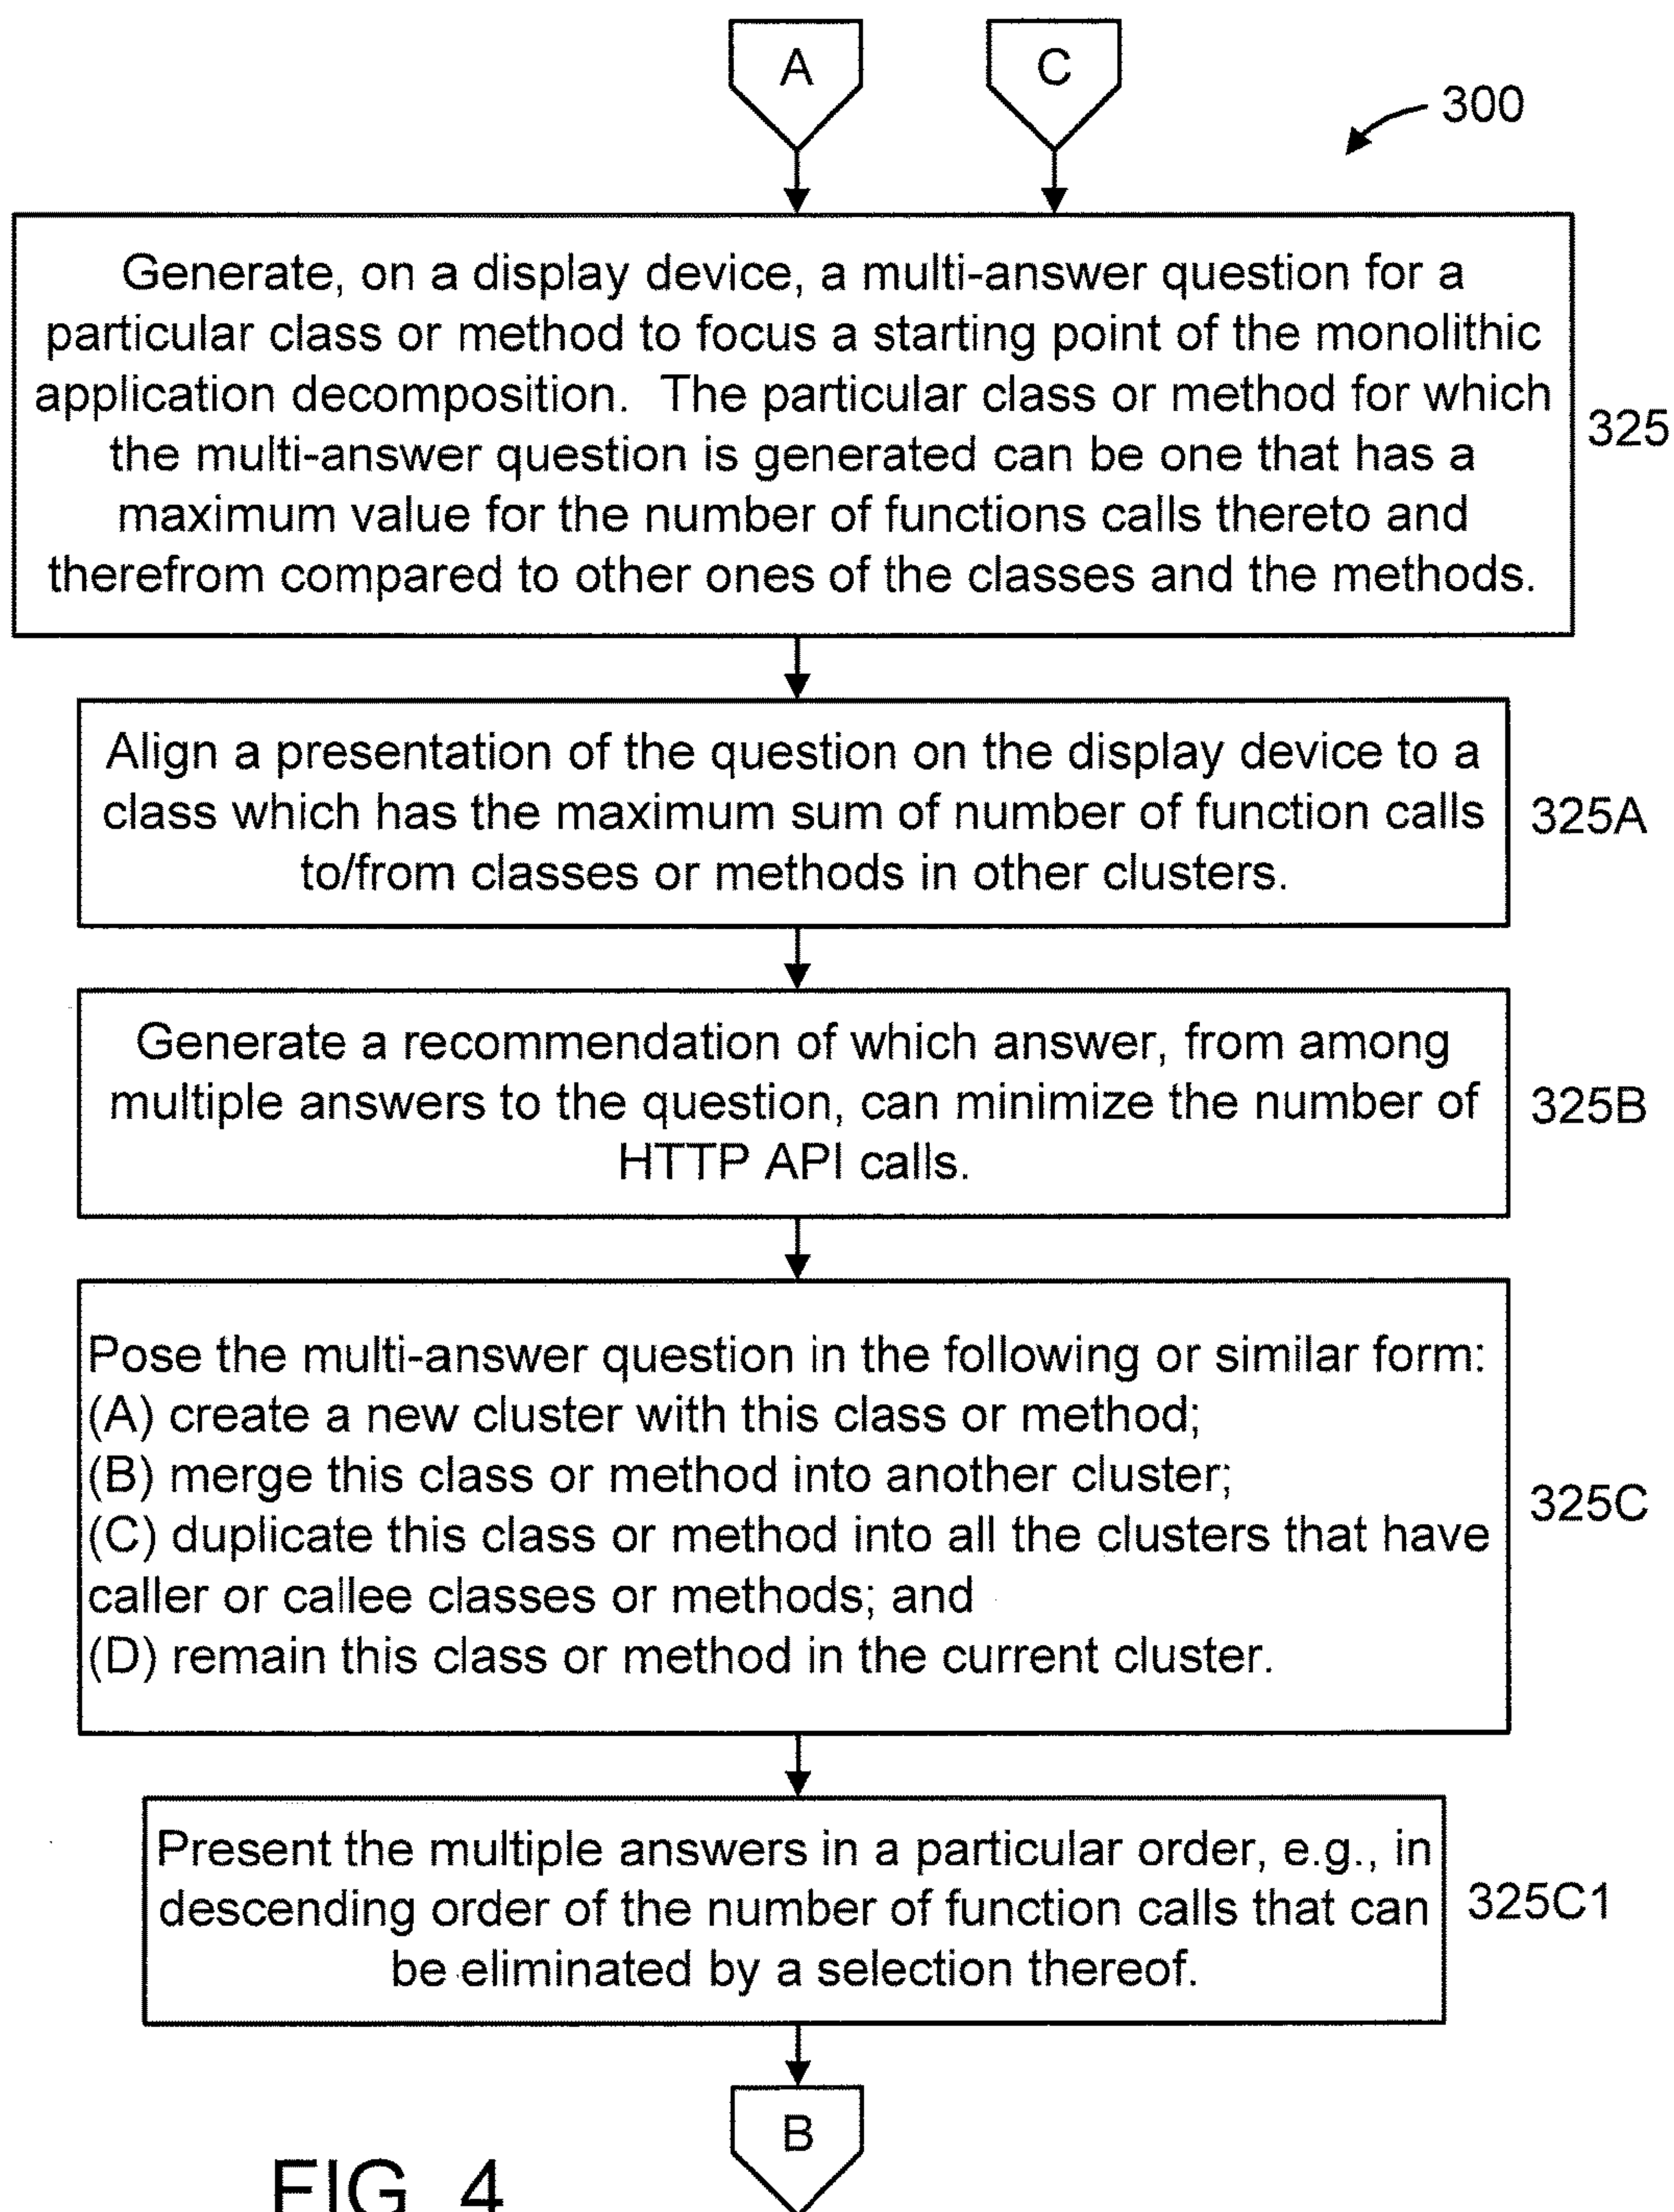 A
C
300
Generate, on a display device, a multi-answer question for a
particular class or method to focus a starting point of the monolithic
application decomposition. The particular class or method for which
the multi-answer question is generated can be one that has a
maximum value for the number of functions calls thereto and
therefrom compared to other ones of the classes and the methods.
325
Align a presentation of the question on the display device to a
class which has the maximum sum of number of function calls
to/from classes or methods in other clusters.
325A
Generate a recommendation of which answer, from among
multiple answers to the question, can minimize the number of
HTTP API calls.
325B
Pose the multi-answer question in the following or similar form:
(A) create a new cluster with this class or method;
(B) merge this class or method into another cluster;
(C) duplicate this class or method into all the clusters that have
caller or callee classes or methods; and
(D) remain this class or method in the current cluster.
325C
Present the multiple answers in a particular order, e.g., in
descending order of the number of function calls that can
be eliminated by a selection thereof.
325C1
B
FIG. 4